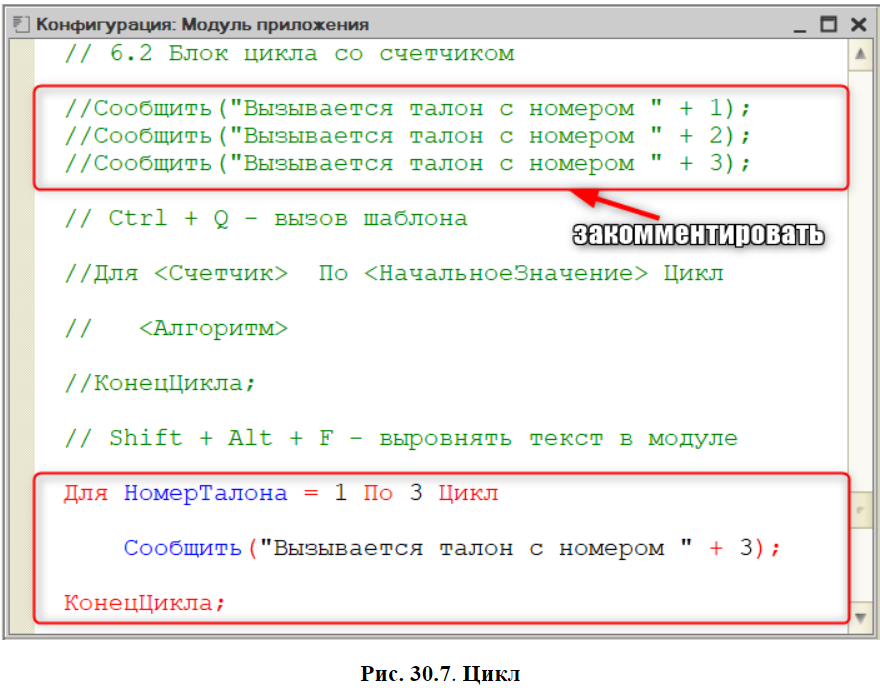 Конфигурация: Модуль приложения
// 6.2 Блок цикла со счетчиком
//Сообщить("Вызывается талон с номером " + 1);
//Сообщить("Вызывается талон с номером " + 2);
//Сообщить("Вызывается талон с номером " + 3);
// Ctrl + Q - вызов шаблона
закомментировать
//Для <Счетчик>  По <НачальноеЗначение> Цикл
//   <Алгоритм>
//КонецЦикла;
// Shift + Alt + F - выровнять текст в модуле
Для НомерТалона = 1 По 3 Цикл
Сообщить("Вызывается талон с номером " + 3);
КонецЦикла;
Рис. 30.7. Цикл